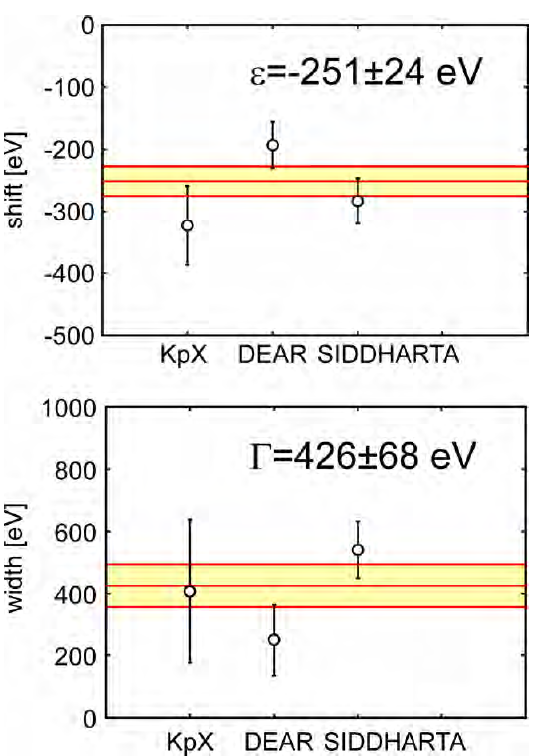 0
-100
-200
-300
-400
-500
shift [eV]
ε=-251±24 eV
KpX DEAR SIDDHARTA
1000
800
600
400
200
0
width [eV]
Γ=426±68 eV
KpX DEAR SIDDHARTA